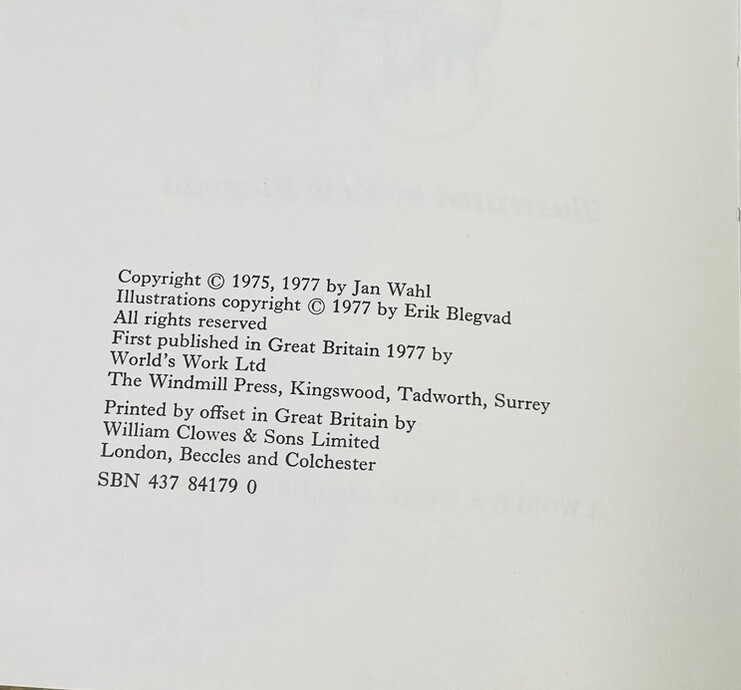 Copyright © 1975, 1977 by Jan Wahl
Illustrations copyright © 1977 by Erik Blegvad
All rights reserved
First published in Great Britain 1977 by
World's Work Ltd
The Windmill Press, Kingswood, Tadworth, Surrey
Printed by offset in Great Britain by
William Clowes & Sons Limited
London, Beccles and Colchester
SBN 437 84179 0